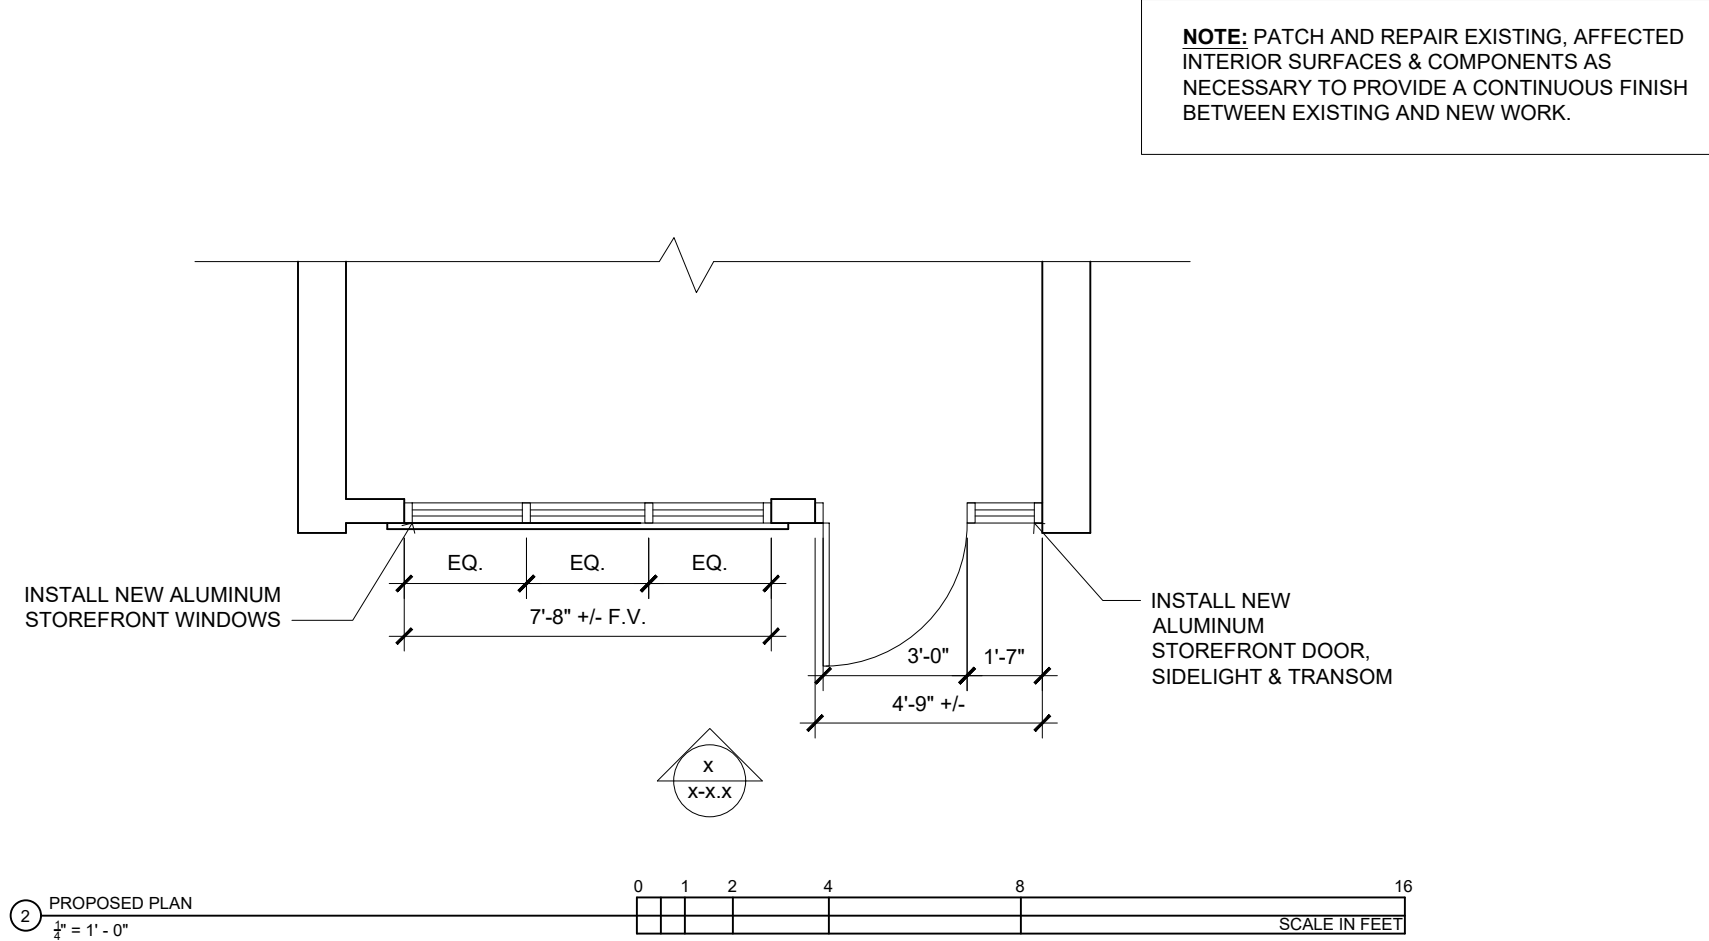 NOTE: PATCH AND REPAIR EXISTING, AFFECTED
INTERIOR SURFACES & COMPONENTS AS
NECESSARY TO PROVIDE A CONTINUOUS FINISH
BETWEEN EXISTING AND NEW WORK.
EQ. EQ. EQ.
7'-8" +/- F.V.
INSTALL NEW ALUMINUM
STOREFRONT WINDOWS
INSTALL NEW
ALUMINUM
STOREFRONT DOOR,
SIDELIGHT & TRANSOM
3'-0" 1'-7"
4'-9" +/-
X
X-X.X
2 PROPOSED PLAN
1/4" = 1' - 0"
0 1 2 4 8 16
SCALE IN FEET